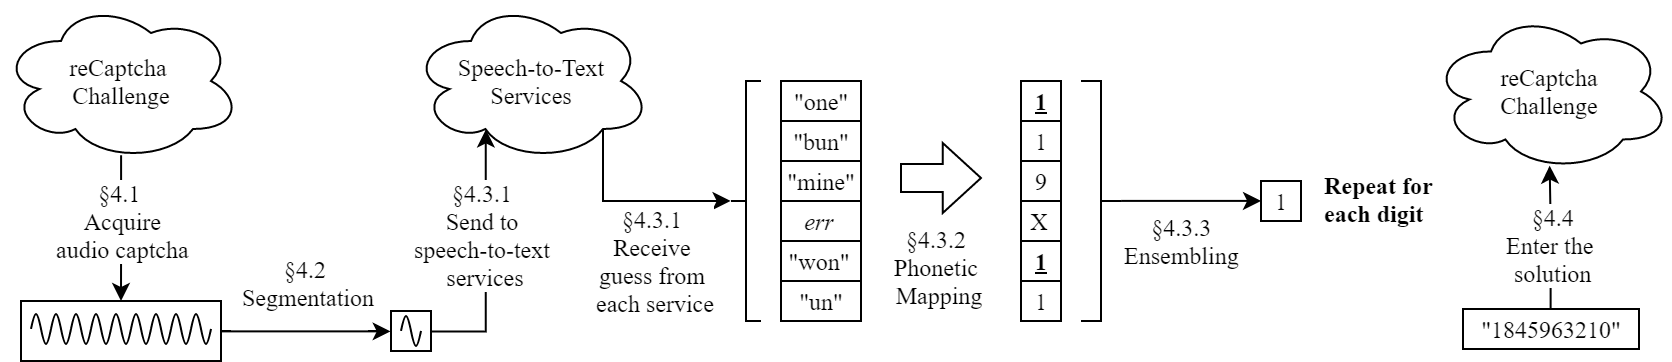 reCaptcha
Challenge
§4.1
Acquire
audio captcha
§4.2
Segmentation
Speech-to-Text
Services
§4.3.1
Send to
speech-to-text
services
§4.3.1
Receive
guess from
each service
"one"
"bun"
"mine"
err
"won"
"un"
§4.3.2
Phonetic
Mapping
1
1
9
X
1
1
§4.3.3
Ensembling
1
Repeat for
each digit
reCaptcha
Challenge
§4.4
Enter the
solution
"1845963210"